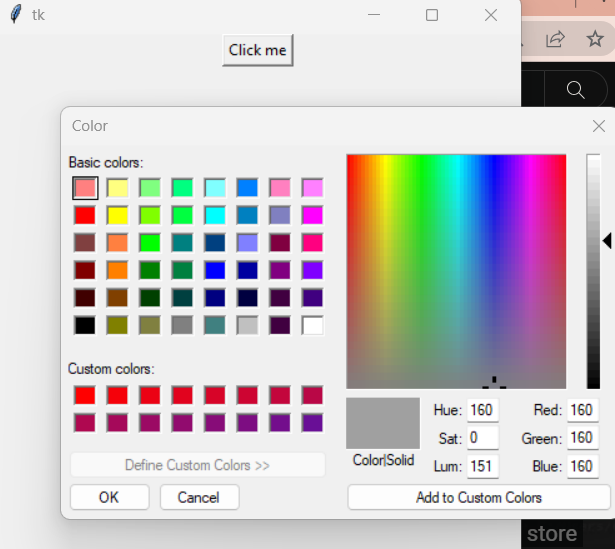 tk
Click me
Color
Basic colors:
Custom colors:
Define Custom Colors >>
OK
Cancel
Color|Solid
Hue: 160
Sat: 0
Lum: 151
Red: 160
Green: 160
Blue: 160
Add to Custom Colors
store